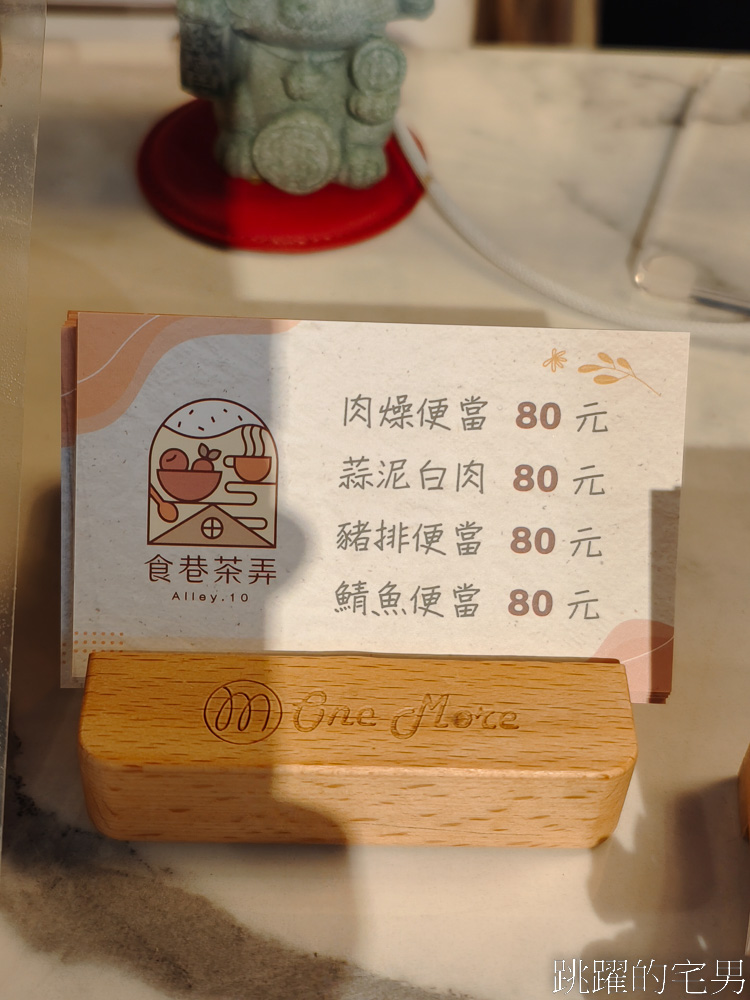 肉燥便當 80 元
蒜泥白肉 80 元
豬排便當 80 元
鯖魚便當 80 元
食巷茶弄
Alley.10
One More
跳躍的宅男